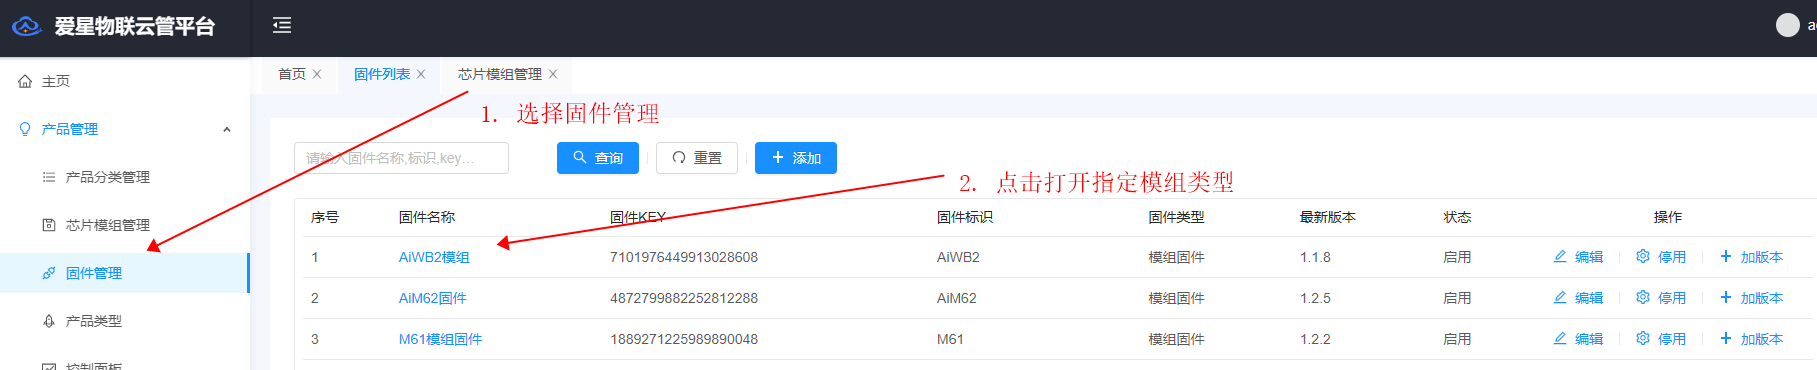 爱星物联云管平台
a
主页
首页
固件列表
芯片模组管理
1. 选择固件管理
产品管理
请输入固件名称,标识,key...
查询
重置
添加
产品分类管理
2. 点击打开指定模组类型
序号 固件名称 固件KEY 固件标识 固件类型 最新版本 状态 操作
芯片模组管理
1 AiWB2模组 7101976449913028608 AiWB2 模组固件 1.1.8 启用 编辑 停用 加版本
固件管理
2 AiM62固件 4872799882252812288 AiM62 模组固件 1.2.5 启用 编辑 停用 加版本
产品类型
3 M61模组固件 1889271225989890048 M61 模组固件 1.2.2 启用 编辑 停用 加版本
控制面板